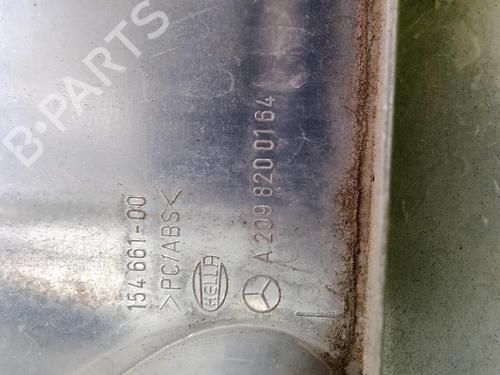 154 661-00
>PC/ABS<
HELLA
A 209 820 01 64
B-PARTS